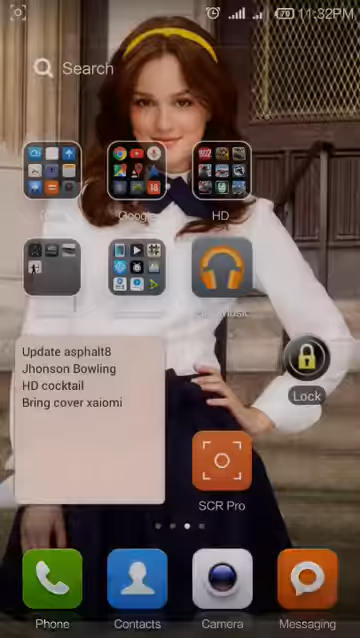 79 11:32PM
Search
Google
HD
Update asphalt8
Jhonson Bowling
HD cocktail
Bring cover xaiomi
Lock
SCR Pro
Phone
Contacts
Camera
Messaging